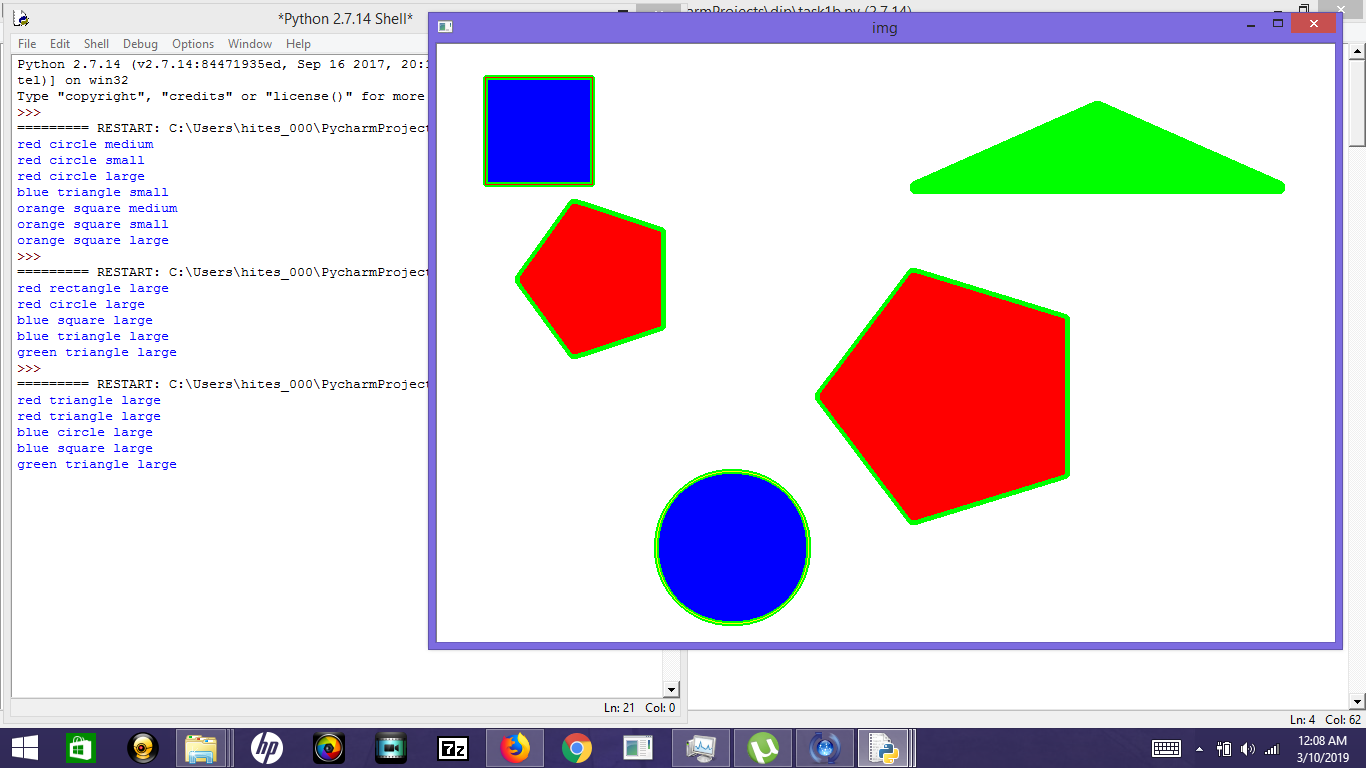 *Python 2.7.14 Shell*
armProjects\dip\task1b.py (2.7.14)
img
File Edit Shell Debug Options Window Help
Python 2.7.14 (v2.7.14:84471935ed, Sep 16 2017, 20:
tel)] on win32
Type "copyright", "credits" or "license()" for more
>>>
========= RESTART: C:\Users\hites_000\PycharmProject
red circle medium
red circle small
red circle large
blue triangle small
orange square medium
orange square small
orange square large
>>>
========= RESTART: C:\Users\hites_000\PycharmProject
red rectangle large
red circle large
blue square large
blue triangle large
green triangle large
>>>
========= RESTART: C:\Users\hites_000\PycharmProject
red triangle large
red triangle large
blue circle large
blue square large
green triangle large
Ln: 21 Col: 0
Ln: 4 Col: 62
hp
7z
12:08 AM
3/10/2019